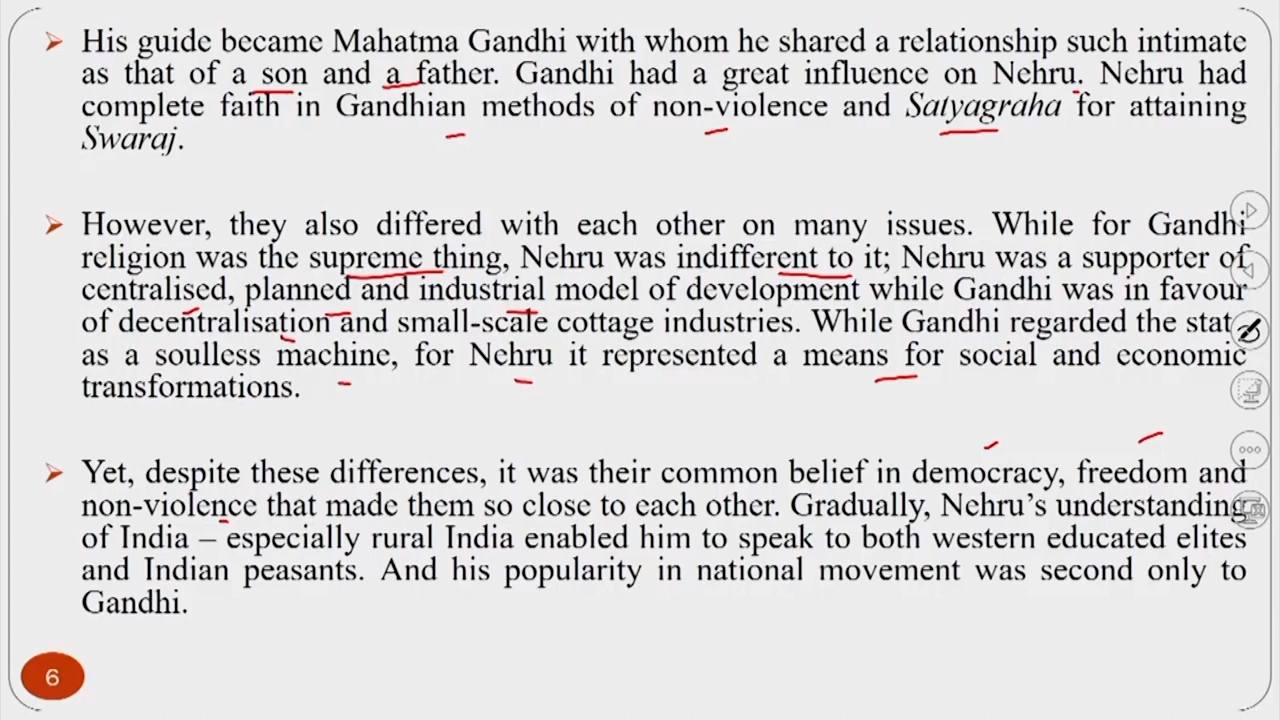 His guide became Mahatma Gandhi with whom he shared a relationship such intimate
as that of a son and a father. Gandhi had a great influence on Nehru. Nehru had
complete faith in Gandhian methods of non-violence and Satyagraha for attaining
Swaraj.
However, they also differed with each other on many issues. While for Gandhi
religion was the supreme thing, Nehru was indifferent to it; Nehru was a supporter of
centralised, planned and industrial model of development while Gandhi was in favour
of decentralisation and small-scale cottage industries. While Gandhi regarded the stat
as a soulless machine, for Nehru it represented a means for social and economic
transformations.
Yet, despite these differences, it was their common belief in democracy, freedom and
non-violence that made them so close to each other. Gradually, Nehru’s understanding
of India – especially rural India enabled him to speak to both western educated elites
and Indian peasants. And his popularity in national movement was second only to
Gandhi.
6